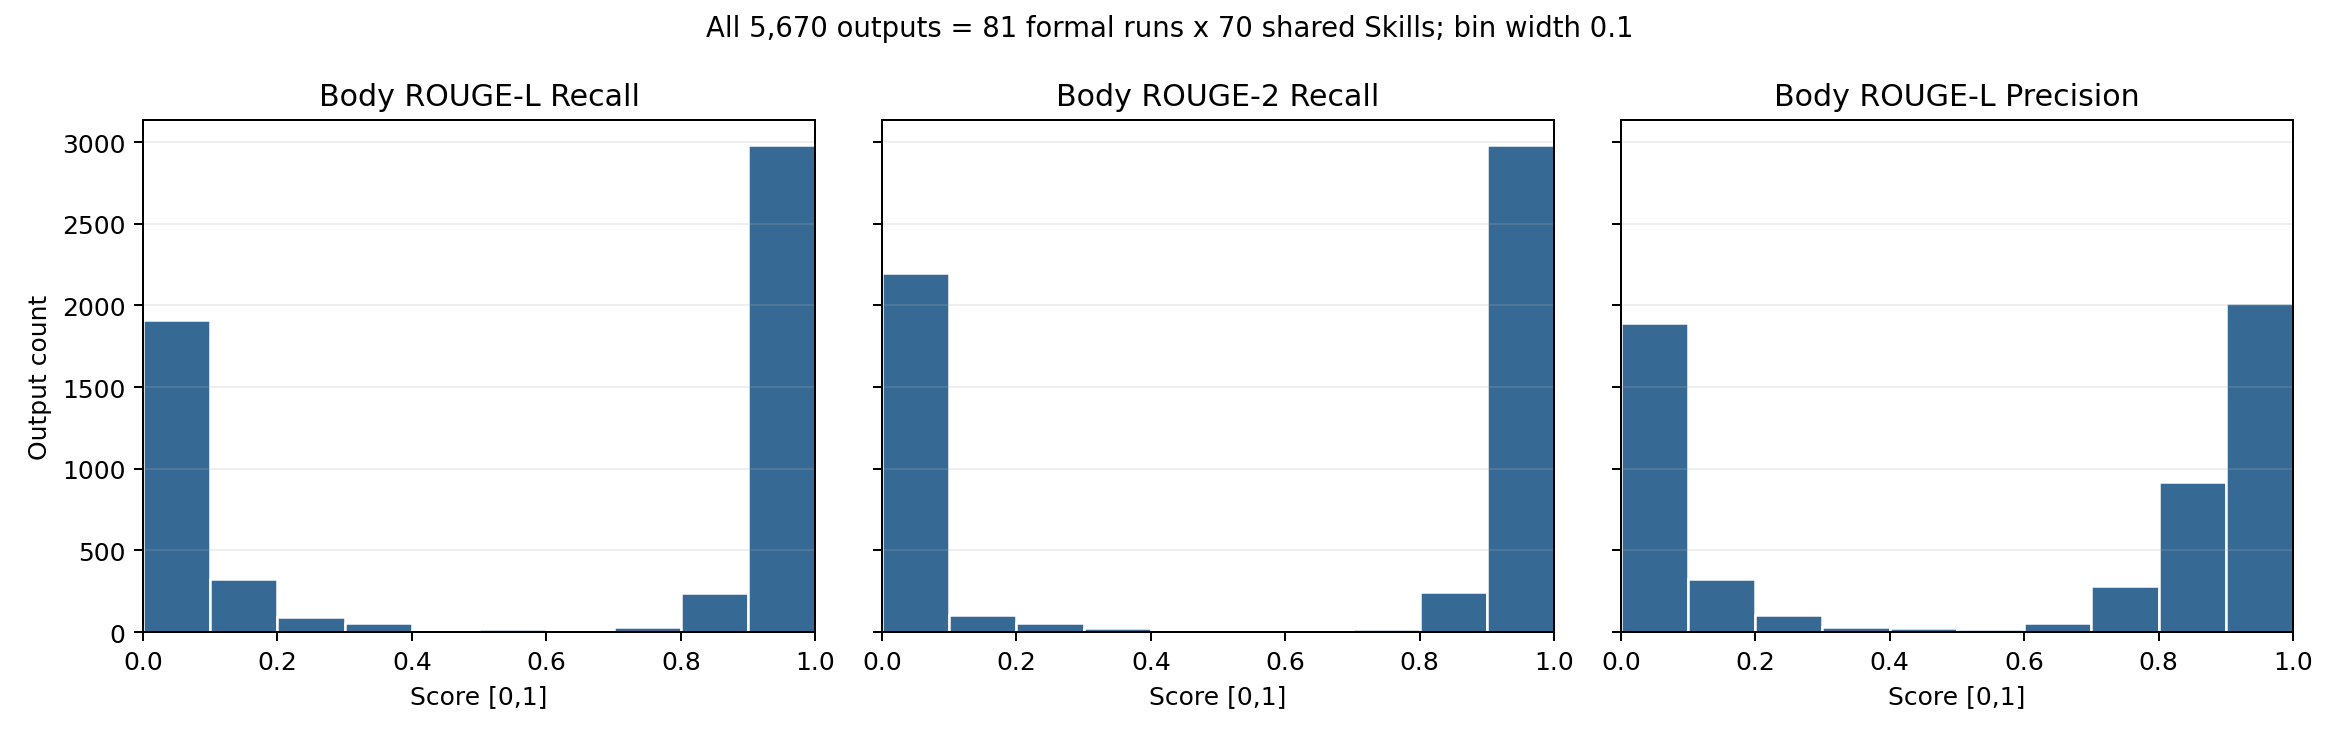 All 5,670 outputs = 81 formal runs x 70 shared Skills; bin width 0.1
Body ROUGE-L Recall
Body ROUGE-2 Recall
Body ROUGE-L Precision
Output count
3000
2500
2000
1500
1000
500
0
0.0 0.2 0.4 0.6 0.8 1.0
0.0 0.2 0.4 0.6 0.8 1.0
0.0 0.2 0.4 0.6 0.8 1.0
Score [0,1]
Score [0,1]
Score [0,1]